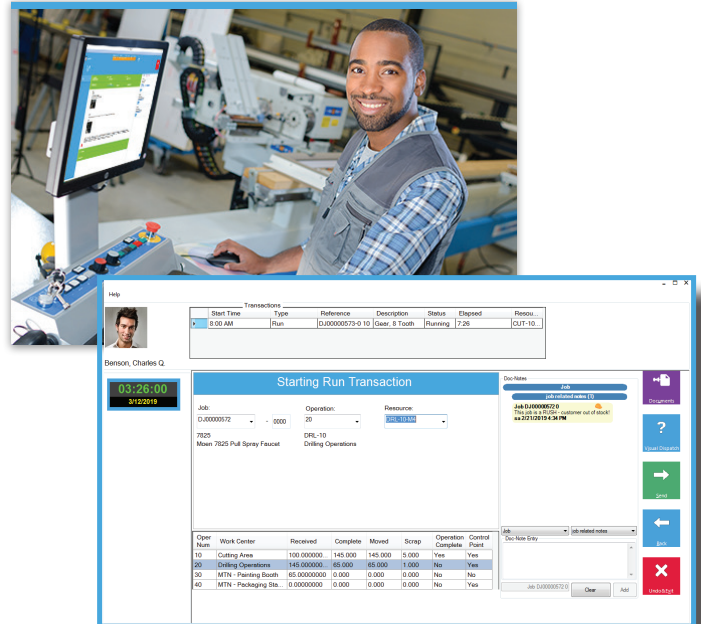 Help
Transactions
Start Time Type Reference Description Status Elapsed Resou...
8:00 AM Run DJ00000573-0 10 Gear, 8 Tooth Running 7:26 CUT-10...
Benson, Charles Q.
03:26:00
3/12/2019
Starting Run Transaction
Job: Operation: Resource:
DJ00000572 - 0000 20 DRL-10-M4
7825 DRL-10
Moen 7825 Pull Spray Faucet Drilling Operations
Doc-Notes
Job
job related notes (1)
Job DJ00000572 0
This job is a RUSH - customer out of stock!
sa 2/21/2019 4:34 PM
Job job related notes
Doc-Note Entry
Job DJ00000572 0 Clear Add
Documents
?
Visual Dispatch
Send
Back
Undo&Exit
Oper Num Work Center Received Complete Moved Scrap Operation Complete Control Point
10 Cutting Area 100.000000... 145.000 145.000 5.000 Yes Yes
20 Drilling Operations 145.000000... 65.000 65.000 1.000 No Yes
30 MTN - Painting Booth 65.00000000 0.000 0.000 0.000 No No
40 MTN - Packaging Sta... 0.00000000 0.000 0.000 0.000 No Yes